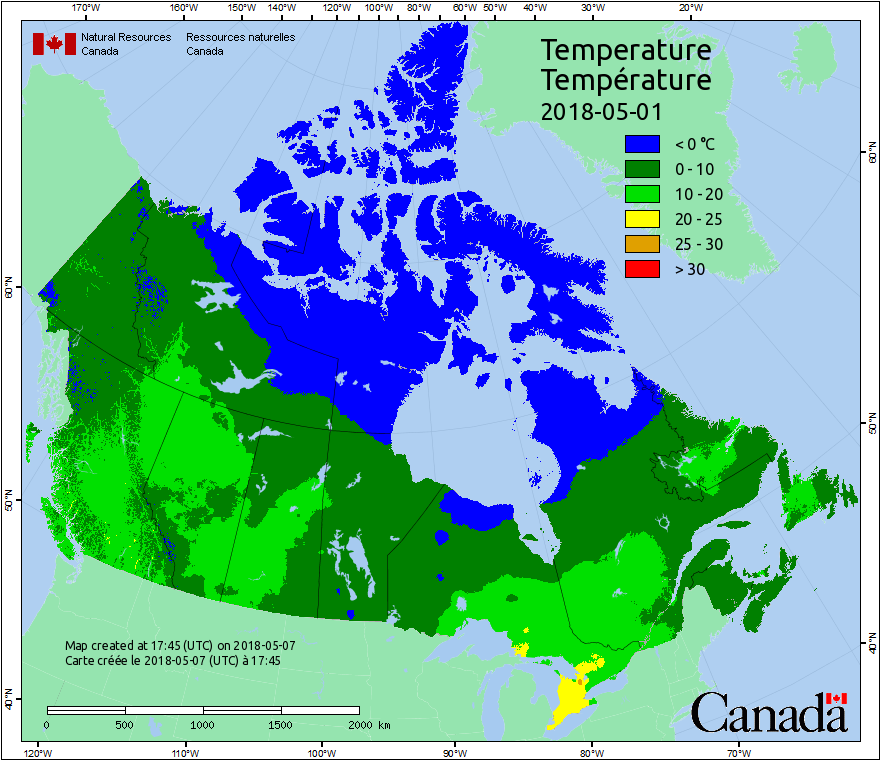 170°W 160°W 150°W 140°W 130°W 120°W 110°W 100°W 90°W 80°W 70°W 60°W 50°W 40°W 30°W 20°W
Natural Resources Ressources naturelles
Canada Canada
Temperature
Température
2018-05-01
< 0 °C
0 - 10
10 - 20
20 - 25
25 - 30
> 30
60°N
60°N
50°N
50°N
40°N
40°N
Map created at 17:45 (UTC) on 2018-05-07
Carte créée le 2018-05-07 (UTC) à 17:45
0 500 1000 1500 2000 km
Canada
120°W 110°W 100°W 90°W 80°W 70°W